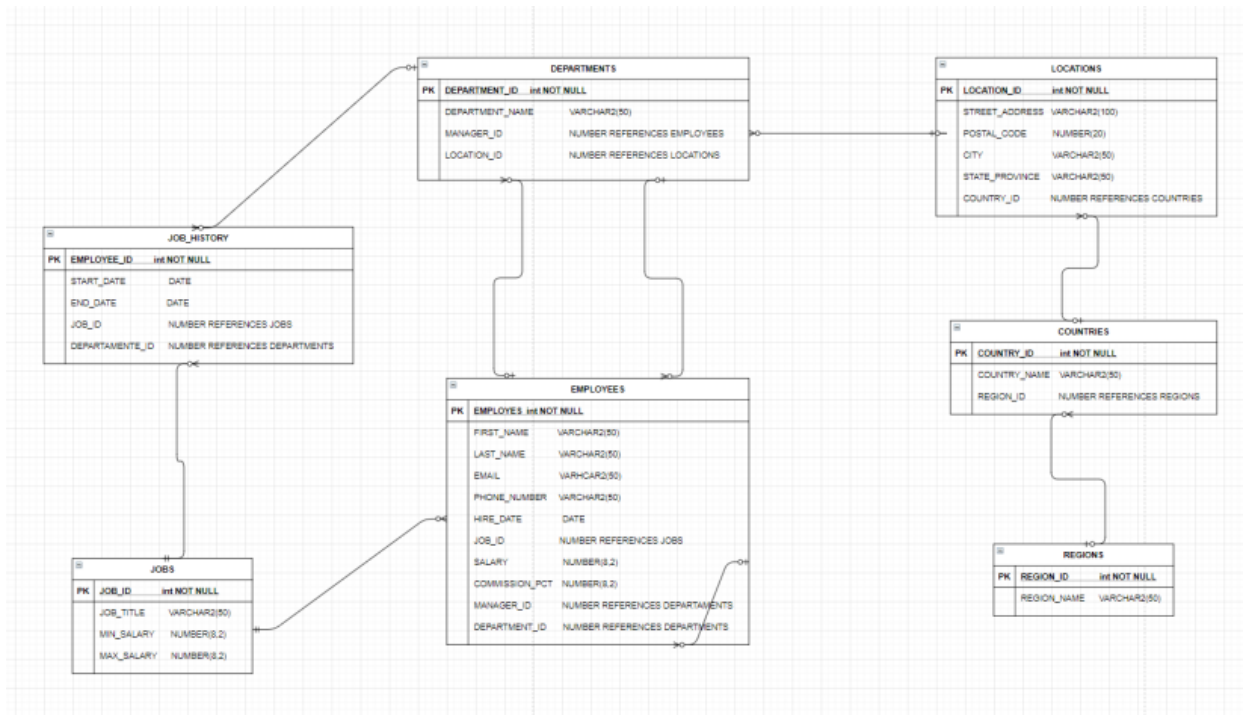 DEPARTMENTS
PK DEPARTMENT_ID int NOT NULL
DEPARTMENT_NAME VARCHAR2(50)
MANAGER_ID NUMBER REFERENCES EMPLOYEES
LOCATION_ID NUMBER REFERENCES LOCATIONS
LOCATIONS
PK LOCATION_ID int NOT NULL
STREET_ADDRESS VARCHAR2(100)
POSTAL_CODE NUMBER(20)
CITY VARCHAR2(50)
STATE_PROVINCE VARCHAR2(50)
COUNTRY_ID NUMBER REFERENCES COUNTRIES
JOB_HISTORY
PK EMPLOYEE_ID int NOT NULL
START_DATE DATE
END_DATE DATE
JOB_ID NUMBER REFERENCES JOBS
DEPARTAMENTE_ID NUMBER REFERENCES DEPARTMENTS
COUNTRIES
PK COUNTRY_ID int NOT NULL
COUNTRY_NAME VARCHAR2(50)
REGION_ID NUMBER REFERENCES REGIONS
EMPLOYEES
PK EMPLOYES int NOT NULL
FIRST_NAME VARCHAR2(50)
LAST_NAME VARCHAR2(50)
EMAIL VARHCAR2(50)
PHONE_NUMBER VARCHAR2(50)
HIRE_DATE DATE
JOB_ID NUMBER REFERENCES JOBS
SALARY NUMBER(8,2)
COMMISSION_PCT NUMBER(8,2)
MANAGER_ID NUMBER REFERENCES DEPARTAMENTS
DEPARTMENT_ID NUMBER REFERENCES DEPARTMENTS
REGIONS
PK REGION_ID int NOT NULL
REGION_NAME VARCHAR2(50)
JOBS
PK JOB_ID int NOT NULL
JOB_TITLE VARCHAR2(50)
MIN_SALARY NUMBER(8,2)
MAX_SALARY NUMBER(8,2)